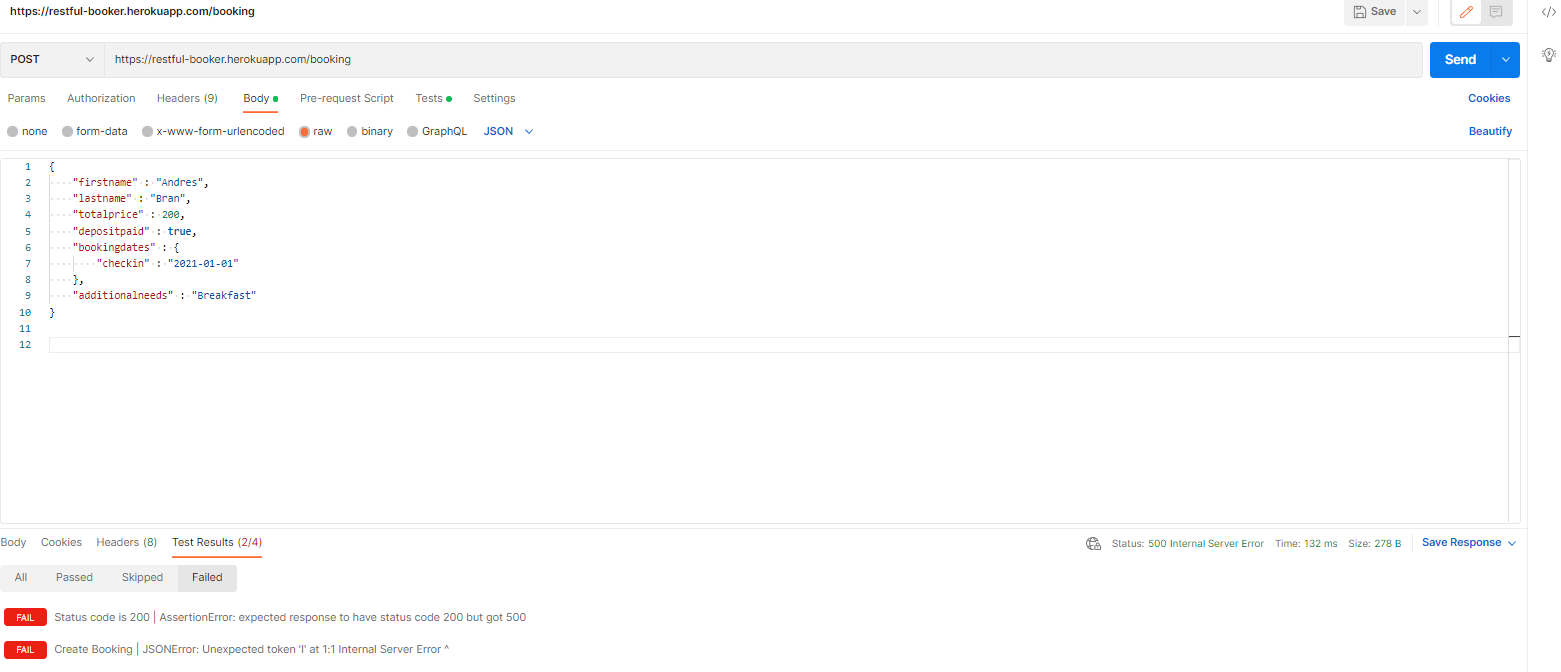 https://restful-booker.herokuapp.com/booking
Save
</>
POST
https://restful-booker.herokuapp.com/booking
Send
Params Authorization Headers (9) Body Pre-request Script Tests Settings Cookies
none form-data x-www-form-urlencoded raw binary GraphQL JSON Beautify
1 {
2 "firstname" : "Andres",
3 "lastname" : "Bran",
4 "totalprice" : 200,
5 "depositpaid" : true,
6 "bookingdates" : {
7 "checkin" : "2021-01-01"
8 },
9 "additionalneeds" : "Breakfast"
10 }
11
12
Body Cookies Headers (8) Test Results (2/4) Status: 500 Internal Server Error Time: 132 ms Size: 278 B Save Response
All Passed Skipped Failed
FAIL Status code is 200 | AssertionError: expected response to have status code 200 but got 500
FAIL Create Booking | JSONError: Unexpected token 'I' at 1:1 Internal Server Error ^